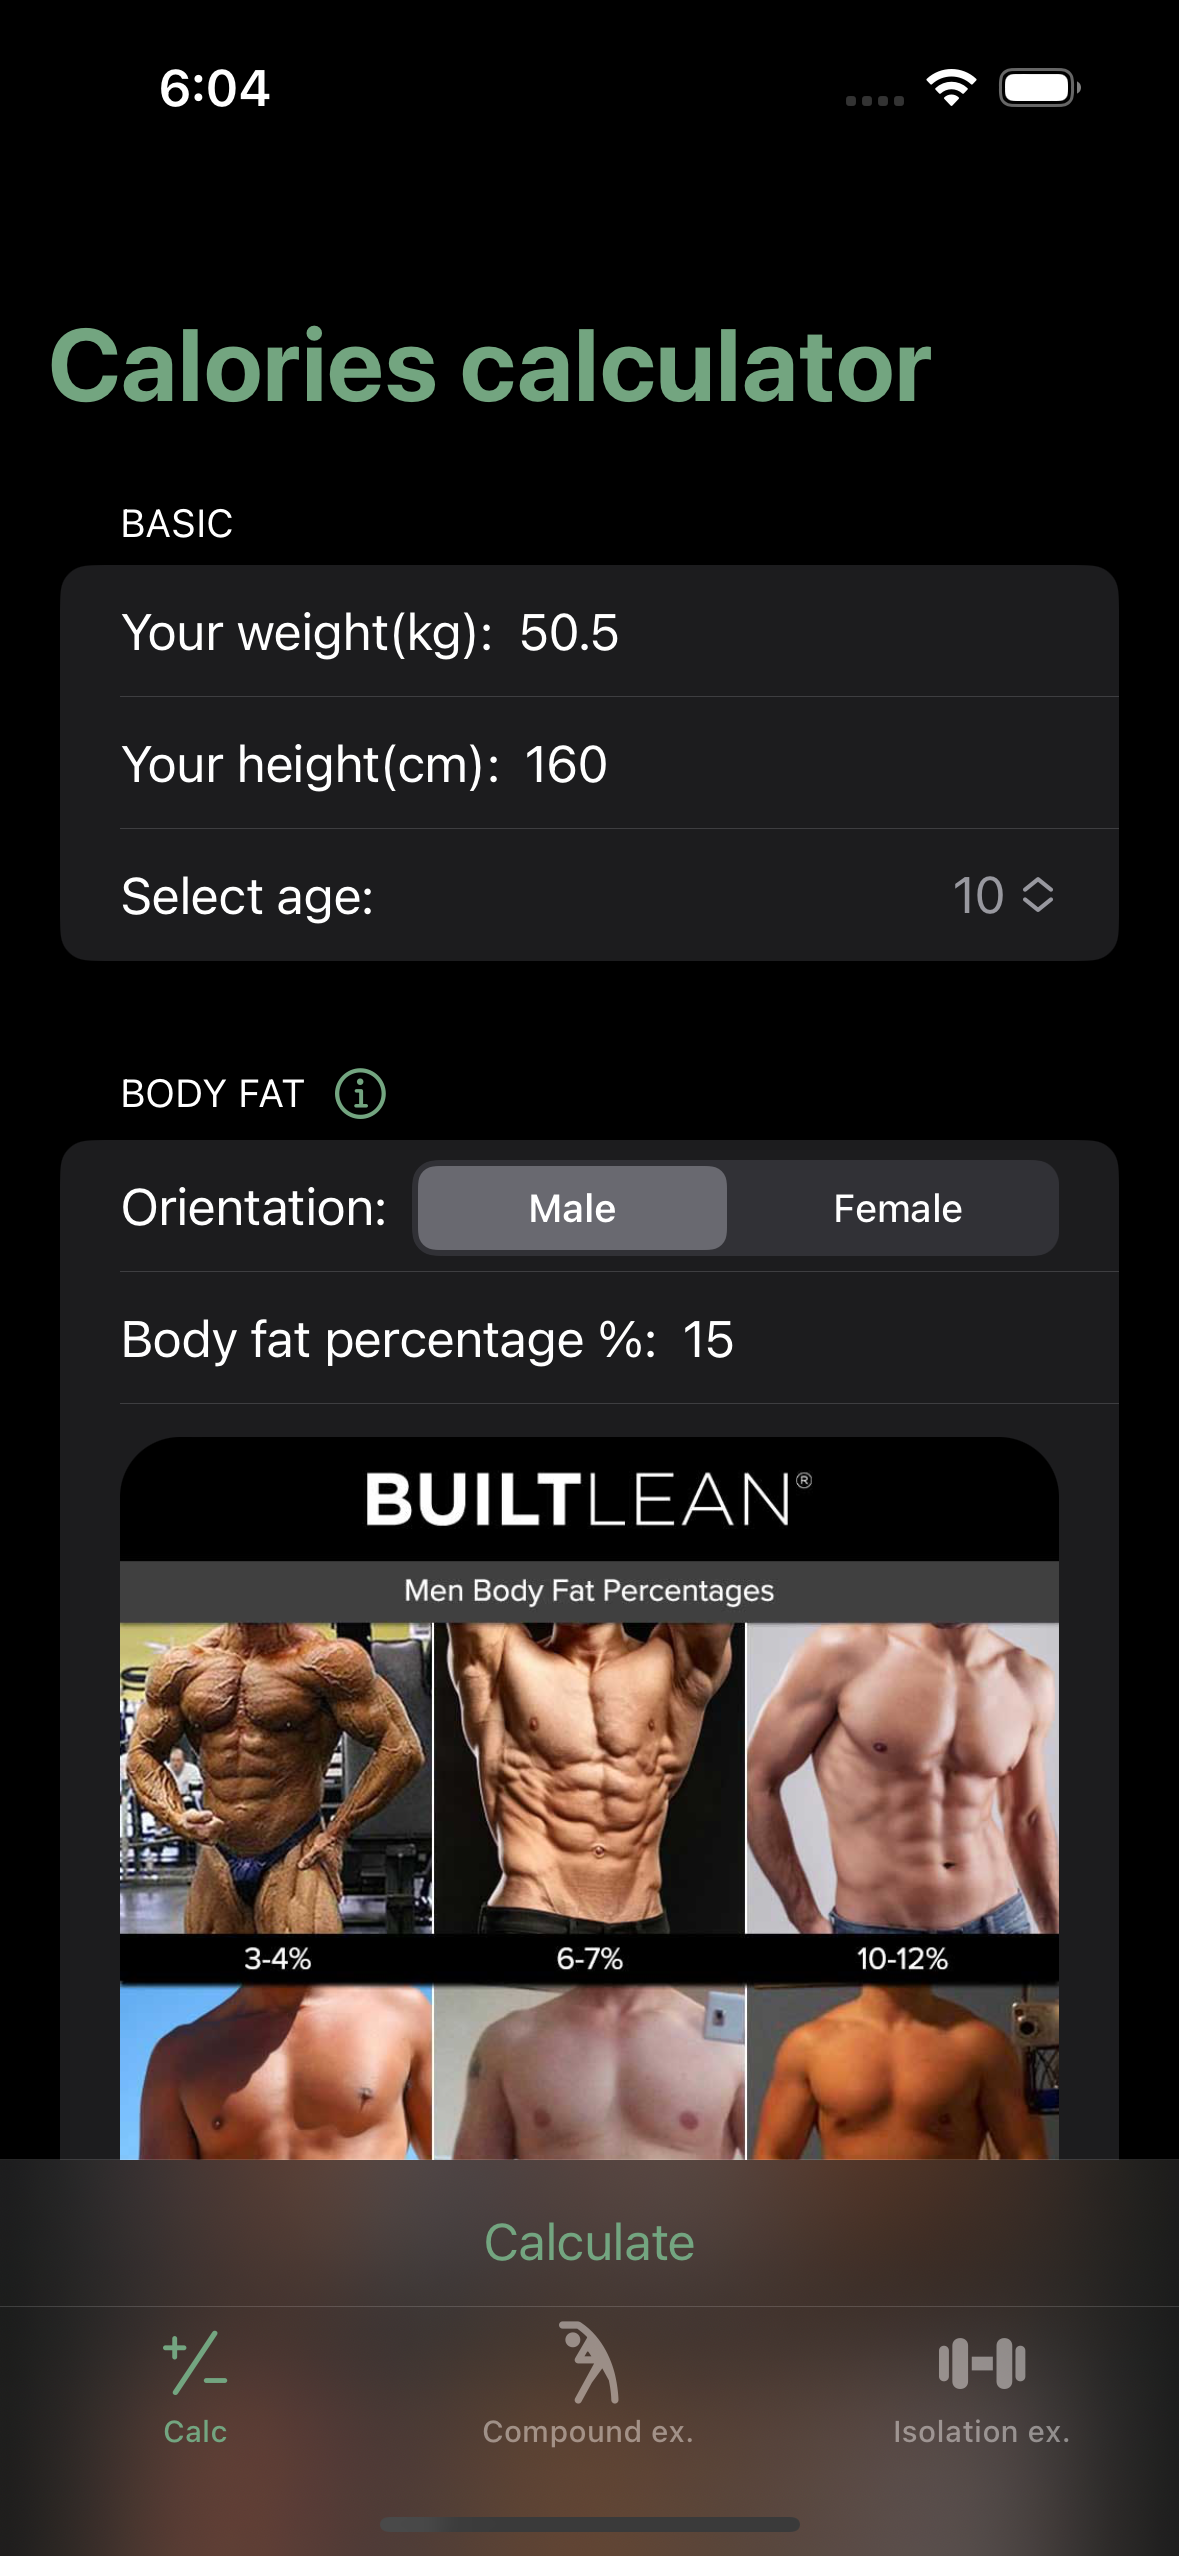 6:04
Calories calculator
BASIC
Your weight(kg): 50.5
Your height(cm): 160
Select age: 10
BODY FAT
Orientation: Male Female
Body fat percentage %: 15
BUILTLEAN®
Men Body Fat Percentages
3-4% 6-7% 10-12%
Calculate
Calc Compound ex. Isolation ex.